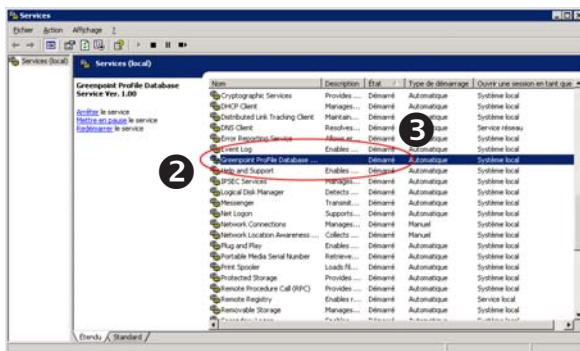 Services
Fichier Action Affichage ?
Services (local)
Services (local)
Greenpoint ProFile Database Service Ver. 1.00
Arrêter le service
Mettre en pause le service
Redémarrer le service
Nom Description État Type de démarrage Ouvrir une session en tant que
Cryptographic Services Provides ... Démarré Automatique Système local
DHCP Client Manages... Démarré Automatique Système local
Distributed Link Tracking Client Maintain... Démarré Automatique Système local
DNS Client Resolves... Démarré Automatique Service réseau
Error Reporting Service Allows er... Démarré Automatique Système local
Event Log Enables ... Démarré Automatique Système local
Greenpoint ProFile Database ... Démarré Automatique Système local
Help and Support Enables ... Démarré Automatique Système local
IPSEC Services Manages... Démarré Automatique Système local
Logical Disk Manager Detects ... Démarré Automatique Système local
Messenger Transmit... Démarré Automatique Système local
Net Logon Supports... Démarré Automatique Système local
Network Connections Manages... Démarré Manuel Système local
Network Location Awareness ... Collects ... Démarré Manuel Système local
Plug and Play Enables ... Démarré Automatique Système local
Portable Media Serial Number Retrieve... Démarré Automatique Système local
Print Spooler Loads fil... Démarré Automatique Système local
Protected Storage Provides ... Démarré Automatique Système local
Remote Procedure Call (RPC) Provides ... Démarré Automatique Système local
Remote Registry Enables r... Démarré Automatique Service local
Removable Storage Manages... Démarré Automatique Système local
2
3
Étendu Standard